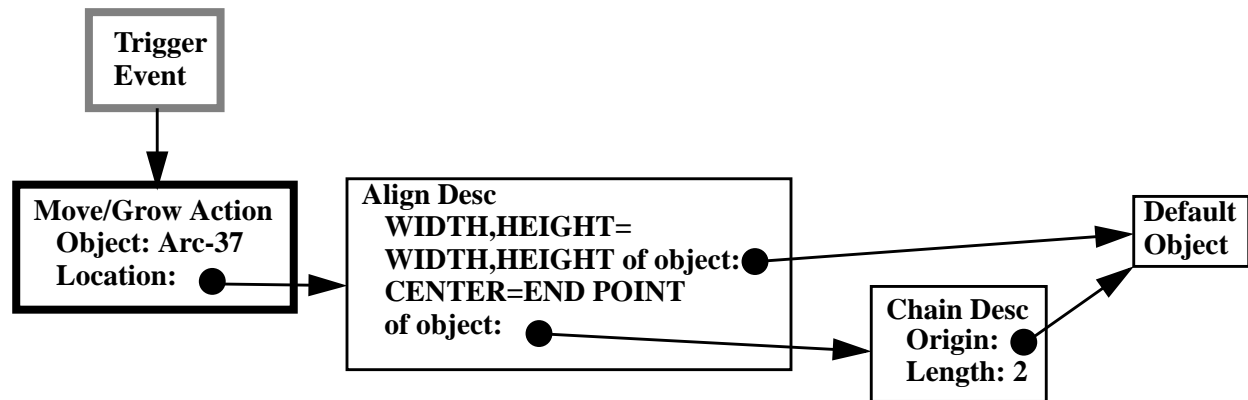 Trigger
Event
Move/Grow Action
Object: Arc-37
Location:
Align Desc
WIDTH,HEIGHT=
WIDTH,HEIGHT of object:
CENTER=END POINT
of object:
Chain Desc
Origin:
Length: 2
Default
Object